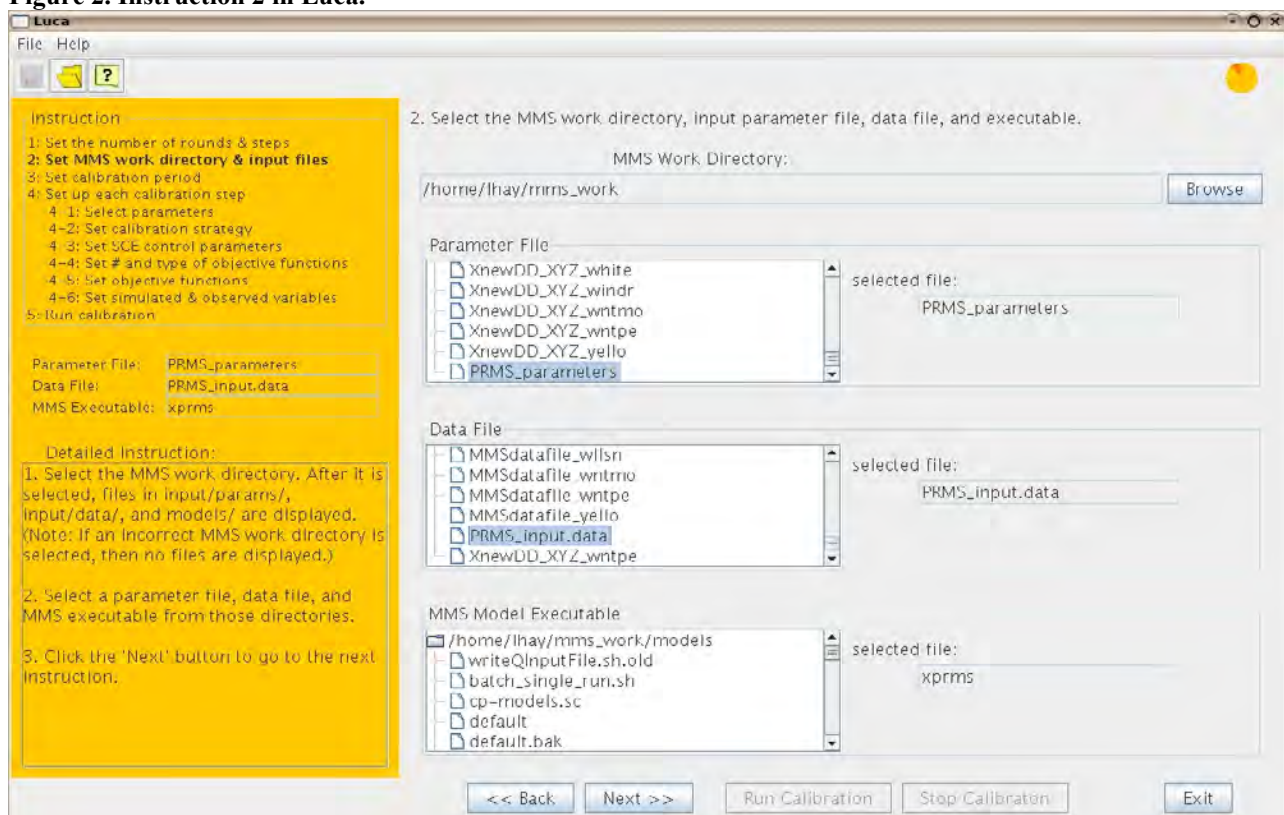 Figure 2. Instruction 2 in Luca.
Luca
File Help
?
Instruction
1: Set the number of rounds & steps
2: Set MMS work directory & input files
3: Set calibration period
4: Set up each calibration step
4-1: Select parameters
4-2: Set calibration strategy
4-3: Set SCE control parameters
4-4: Set # and type of objective functions
4-5: Set objective functions
4-6: Set simulated & observed variables
5: Run calibration
Parameter File: PRMS_parameters
Data File: PRMS_input.data
MMS Executable: xprms
Detailed Instruction:
1. Select the MMS work directory. After it is
selected, files in input/params/,
input/data/, and models/ are displayed.
(Note: If an incorrect MMS work directory is
selected, then no files are displayed.)
2. Select a parameter file, data file, and
MMS executable from those directories.
3. Click the 'Next' button to go to the next
instruction.
2. Select the MMS work directory, input parameter file, data file, and executable.
MMS Work Directory:
/home/lhay/mms_work
Browse
Parameter File
XnewDD_XYZ_white
XnewDD_XYZ_windr
XnewDD_XYZ_wntmo
XnewDD_XYZ_wntpe
XnewDD_XYZ_yello
PRMS_parameters
selected file:
PRMS_parameters
Data File
MMSdatafile_wllsn
MMSdatafile_wntmo
MMSdatafile_wntpe
MMSdatafile_yello
PRMS_input.data
XnewDD_XYZ_wntpe
selected file:
PRMS_input.data
MMS Model Executable
/home/lhay/mms_work/models
writeQInputFile.sh.old
batch_single_run.sh
cp-models.sc
default
default.bak
selected file:
xprms
<< Back
Next >>
Run Calibration
Stop Calibraton
Exit